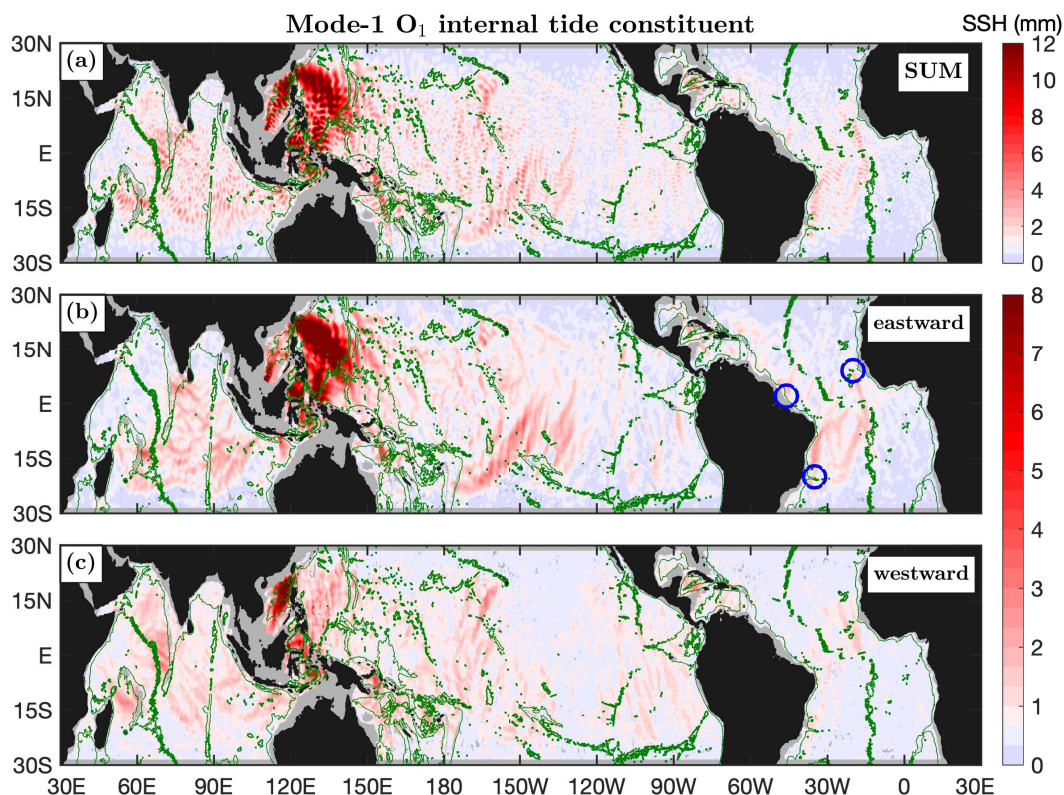 Mode-1 O₁ internal tide constituent
SSH (mm)
(a)
SUM
30N
15N
E
15S
30S
12
10
8
6
4
2
0
(b)
eastward
30N
15N
E
15S
30S
8
7
6
5
4
3
2
1
0
(c)
westward
30N
15N
E
15S
30S
30E 60E 90E 120E 150E 180E 150W 120W 90W 60W 30W 0 30E